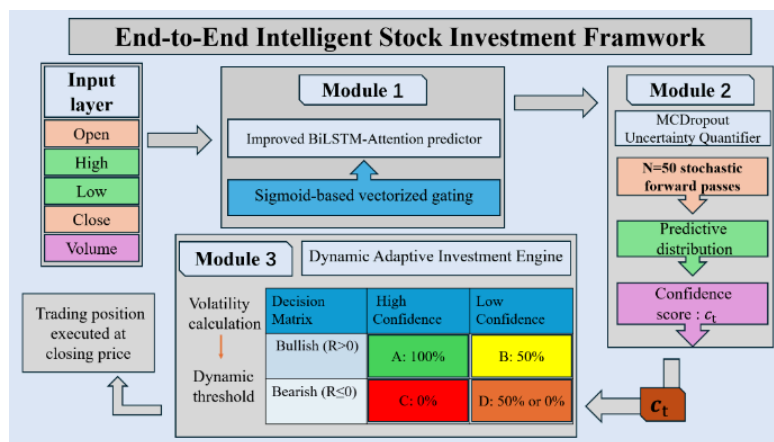 End-to-End Intelligent Stock Investment Framwork
Input
layer
Open
High
Low
Close
Volume
Module 1
Improved BiLSTM-Attention predictor
Sigmoid-based vectorized gating
Module 2
MCDropout
Uncertainty Quantifier
N=50 stochastic
forward passes
Predictive
distribution
Confidence
score : cₜ
cₜ
Module 3
Dynamic Adaptive Investment Engine
Volatility
calculation
Dynamic
threshold
Decision
Matrix
High
Confidence
Low
Confidence
Bullish (R>0)
A: 100%
B: 50%
Bearish (R≤0)
C: 0%
D: 50% or 0%
Trading position
executed at
closing price